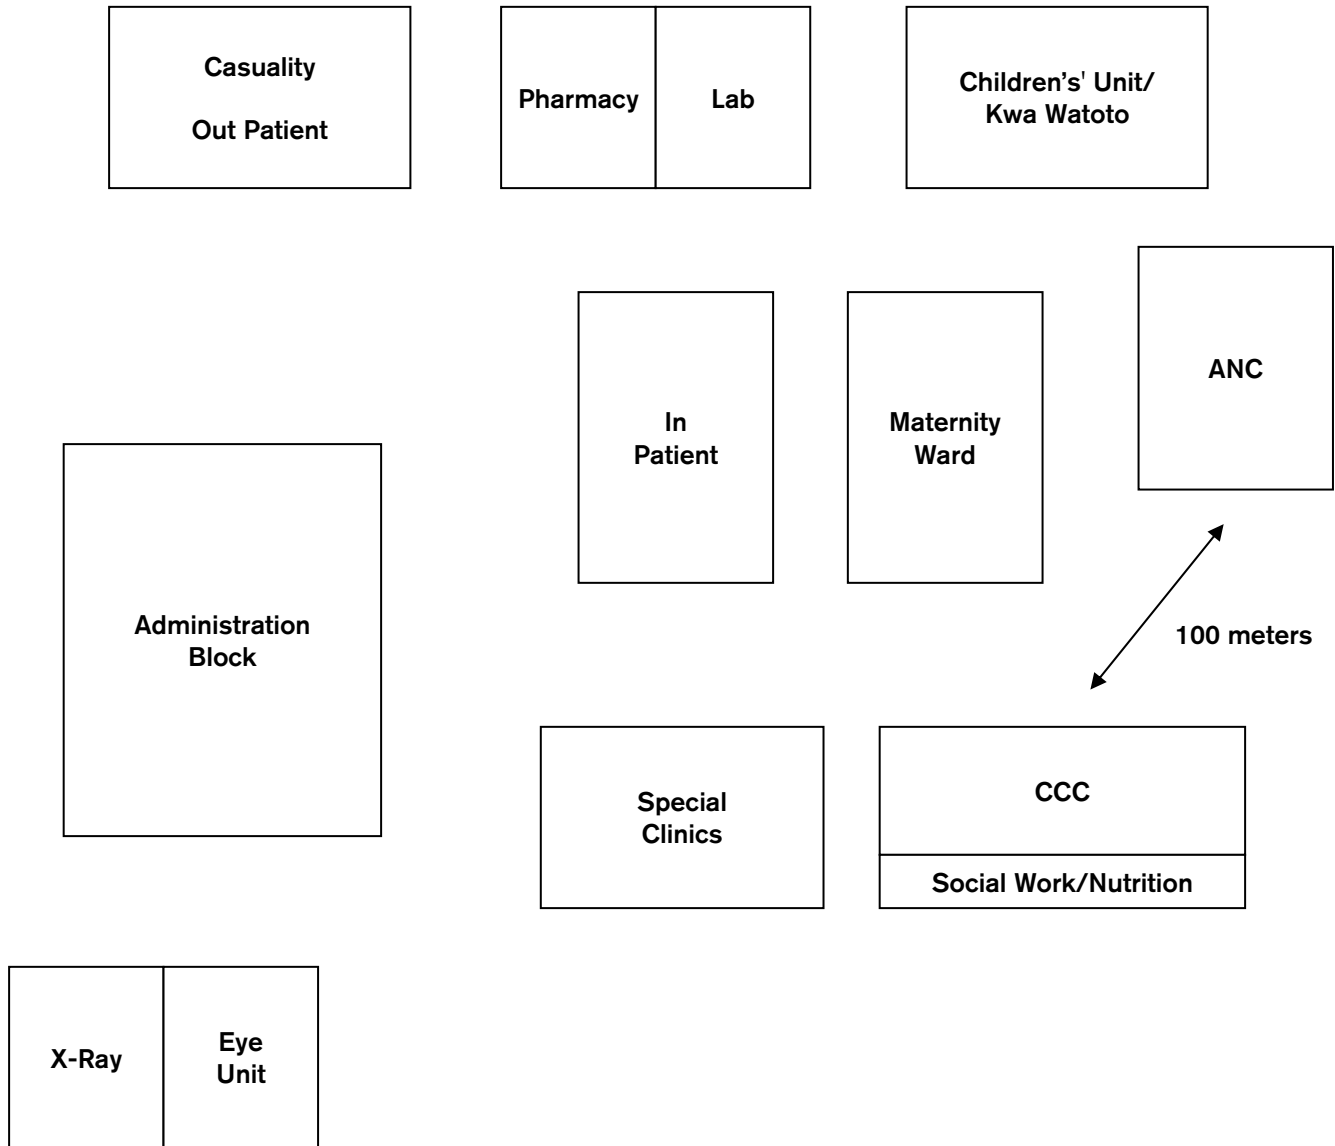 Casuality
Out Patient
Pharmacy
Lab
Children's' Unit/
Kwa Watoto
ANC
In
Patient
Maternity
Ward
Administration
Block
100 meters
Special
Clinics
CCC
Social Work/Nutrition
X-Ray
Eye
Unit